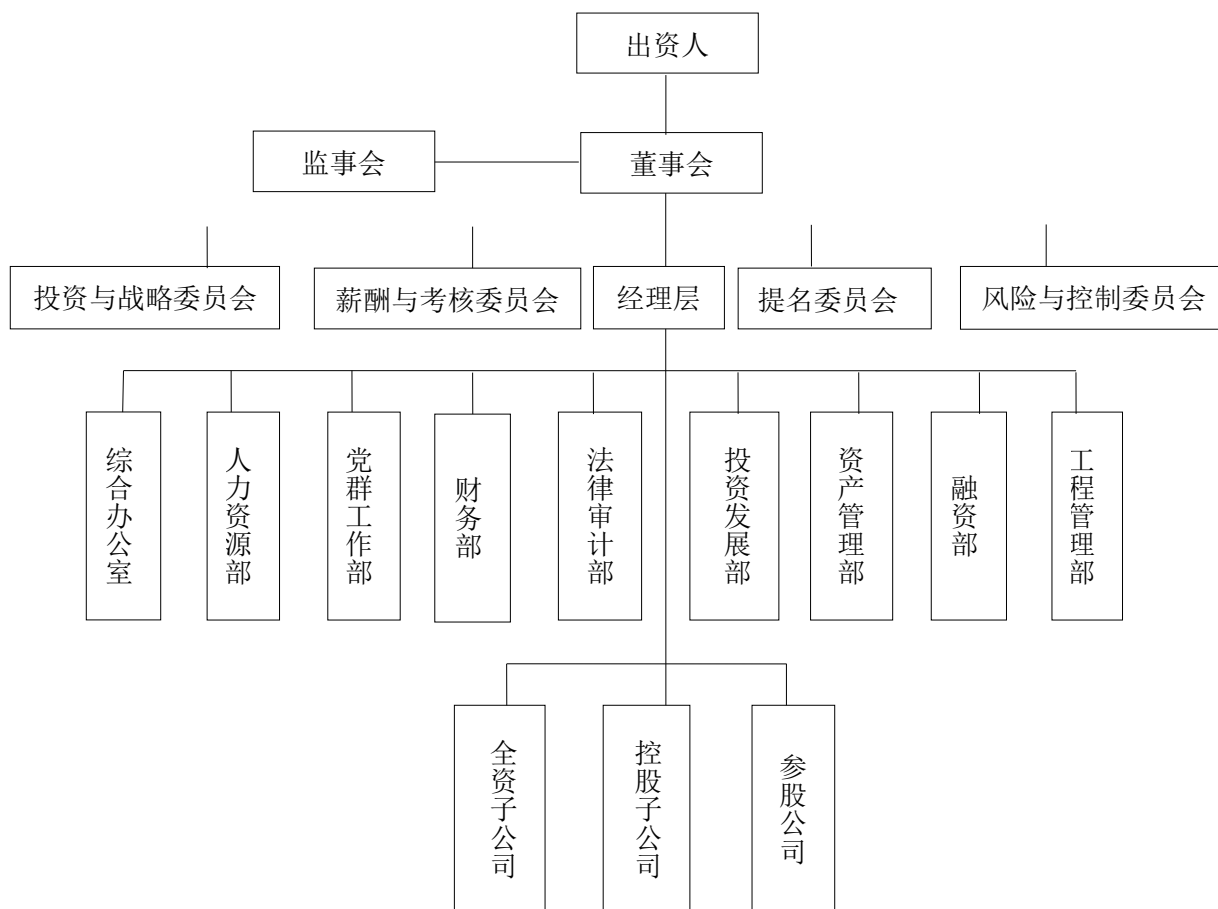 出资人
监事会
董事会
投资与战略委员会
薪酬与考核委员会
经理层
提名委员会
风险与控制委员会
综合办公室
人力资源部
党群工作部
财务部
法律审计部
投资发展部
资产管理部
融资部
工程管理部
全资子公司
控股子公司
参股公司